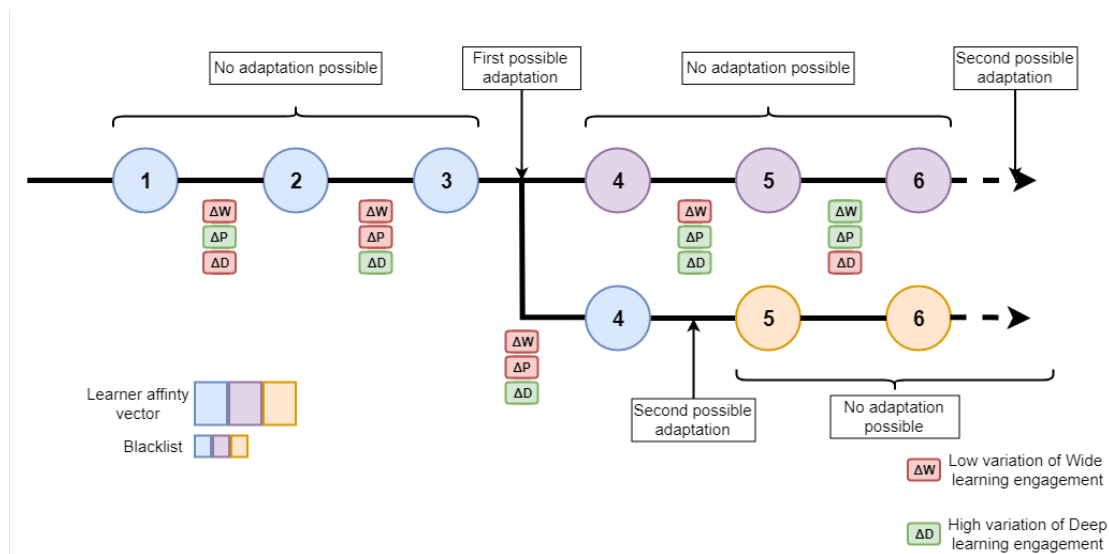 No adaptation possible
First possible
adaptation
No adaptation possible
Second possible
adaptation
1
2
3
4
5
6
ΔW
ΔP
ΔD
ΔW
ΔP
ΔD
ΔW
ΔP
ΔD
ΔW
ΔP
ΔD
4
5
6
ΔW
ΔP
ΔD
Learner affinty
vector
Blacklist
Second possible
adaptation
No adaptation
possible
ΔW
Low variation of Wide
learning engagement
ΔD
High variation of Deep
learning engagement